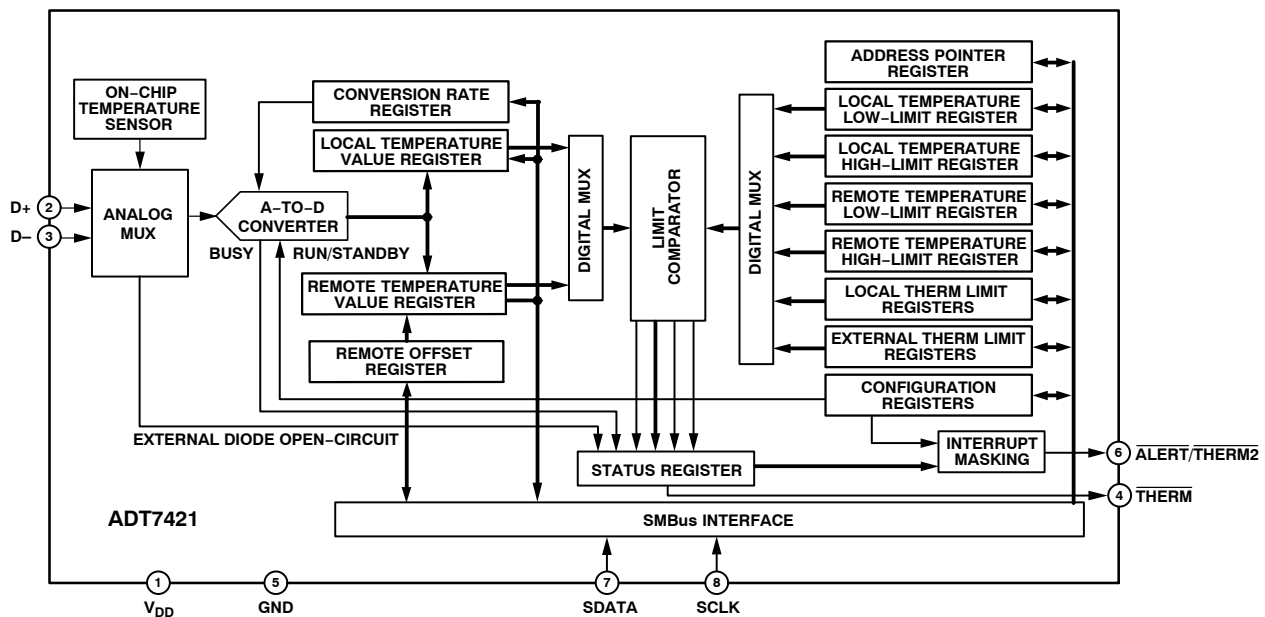 ON–CHIP
TEMPERATURE
SENSOR
CONVERSION RATE
REGISTER
LOCAL TEMPERATURE
VALUE REGISTER
D+
2
D–
3
ANALOG
MUX
A–TO–D
CONVERTER
BUSY
RUN/STANDBY
REMOTE TEMPERATURE
VALUE REGISTER
REMOTE OFFSET
REGISTER
DIGITAL MUX
LIMIT
COMPARATOR
DIGITAL MUX
ADDRESS POINTER
REGISTER
LOCAL TEMPERATURE
LOW–LIMIT REGISTER
LOCAL TEMPERATURE
HIGH–LIMIT REGISTER
REMOTE TEMPERATURE
LOW–LIMIT REGISTER
REMOTE TEMPERATURE
HIGH–LIMIT REGISTER
LOCAL THERM LIMIT
REGISTERS
EXTERNAL THERM LIMIT
REGISTERS
CONFIGURATION
REGISTERS
EXTERNAL DIODE OPEN–CIRCUIT
STATUS REGISTER
INTERRUPT
MASKING
6
ALERT/THERM2
4
THERM
ADT7421
SMBus INTERFACE
1
VDD
5
GND
7
SDATA
8
SCLK